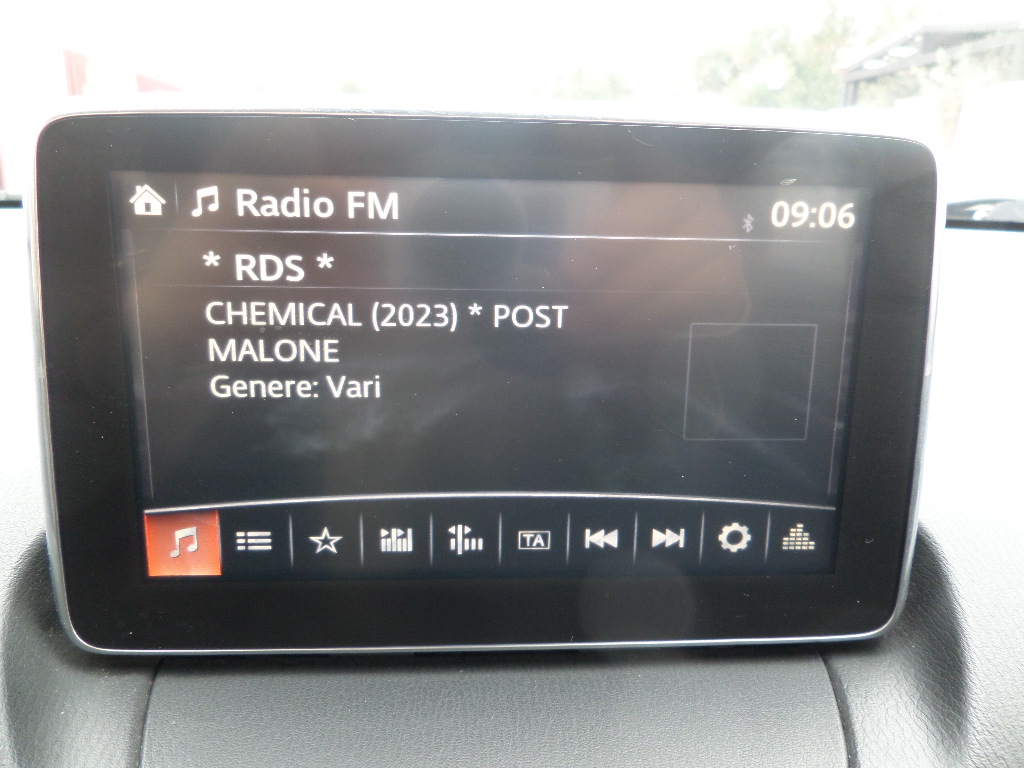 Radio FM
09:06
* RDS *
CHEMICAL (2023) * POST
MALONE
Genere: Vari
TA